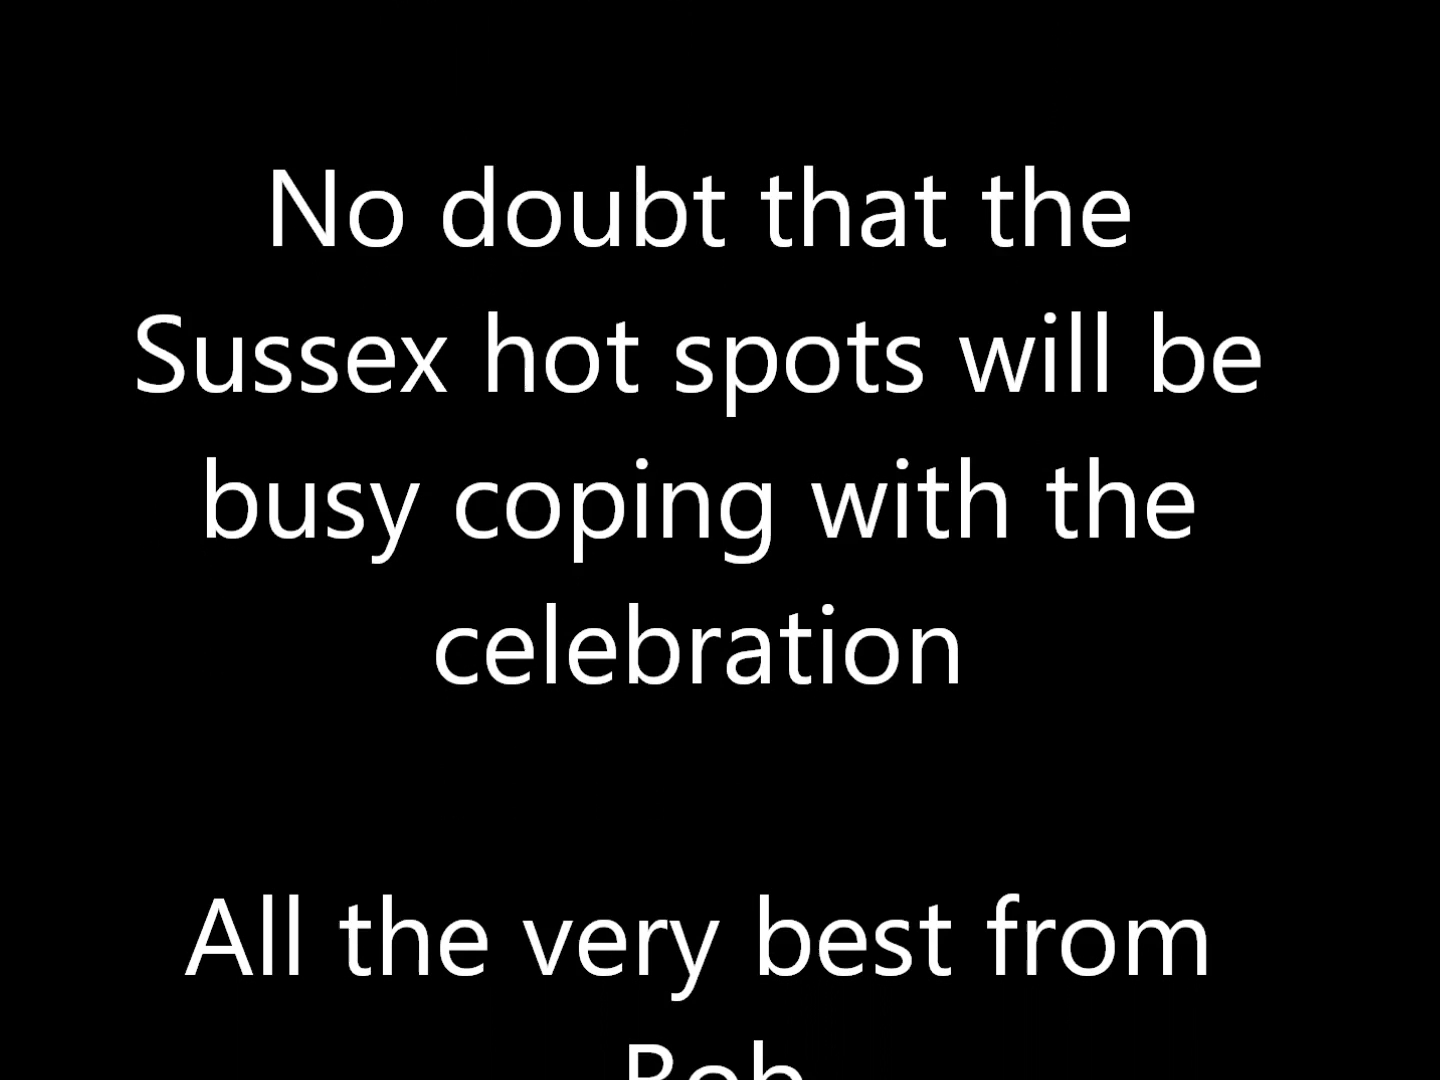 No doubt that the
Sussex hot spots will be
busy coping with the
celebration
All the very best from
Bob